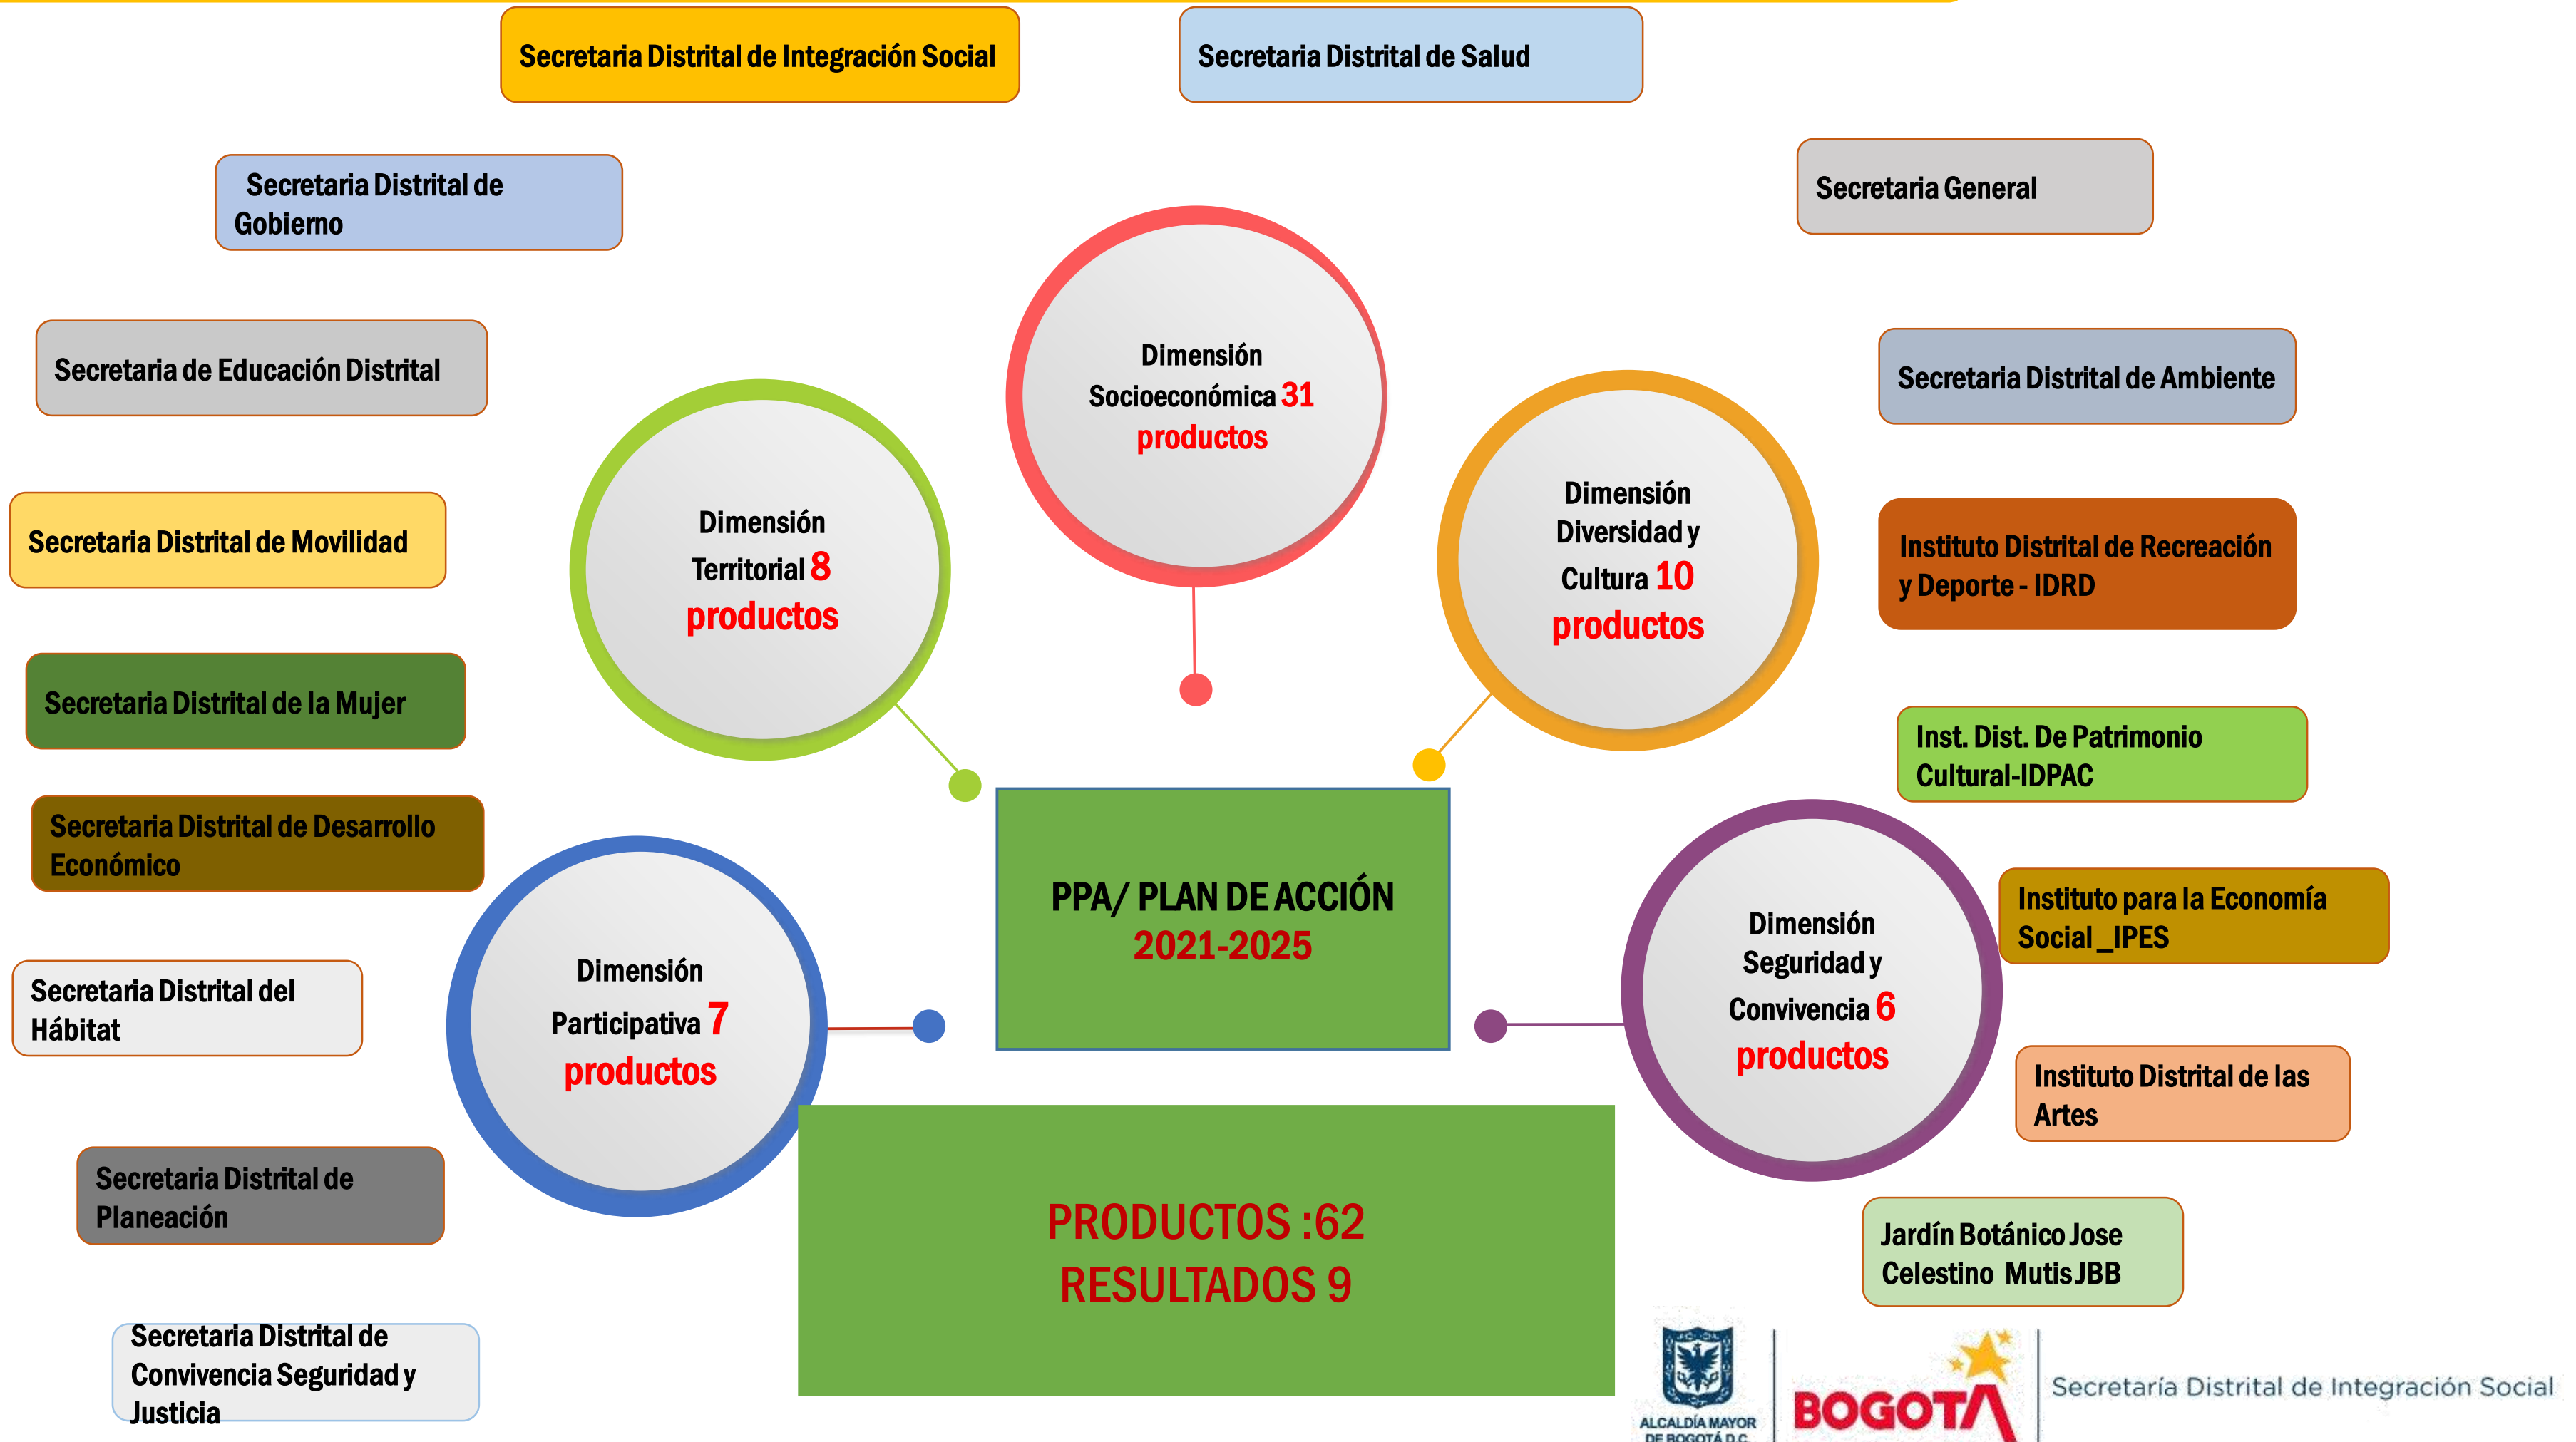 Secretaria Distrital de Integración Social
Secretaria Distrital de Salud
Secretaria Distrital de
Gobierno
Secretaria General
Secretaria de Educación Distrital
Secretaria Distrital de Ambiente
Dimensión
Socioeconómica 31
productos
Dimensión
Territorial 8
productos
Dimensión
Diversidad y
Cultura 10
productos
Secretaria Distrital de Movilidad
Instituto Distrital de Recreación
y Deporte - IDRD
Secretaria Distrital de la Mujer
Inst. Dist. De Patrimonio
Cultural-IDPAC
Secretaria Distrital de Desarrollo
Económico
PPA/ PLAN DE ACCIÓN
2021-2025
Instituto para la Economía
Social _IPES
Dimensión
Participativa 7
productos
Dimensión
Seguridad y
Convivencia 6
productos
Secretaria Distrital del
Hábitat
Instituto Distrital de las
Artes
Secretaria Distrital de
Planeación
PRODUCTOS :62
RESULTADOS 9
Jardín Botánico Jose
Celestino  Mutis JBB
Secretaria Distrital de
Convivencia Seguridad y
Justicia
ALCALDÍA MAYOR
DE BOGOTÁ D.C.
BOGOTA
Secretaría Distrital de Integración Social